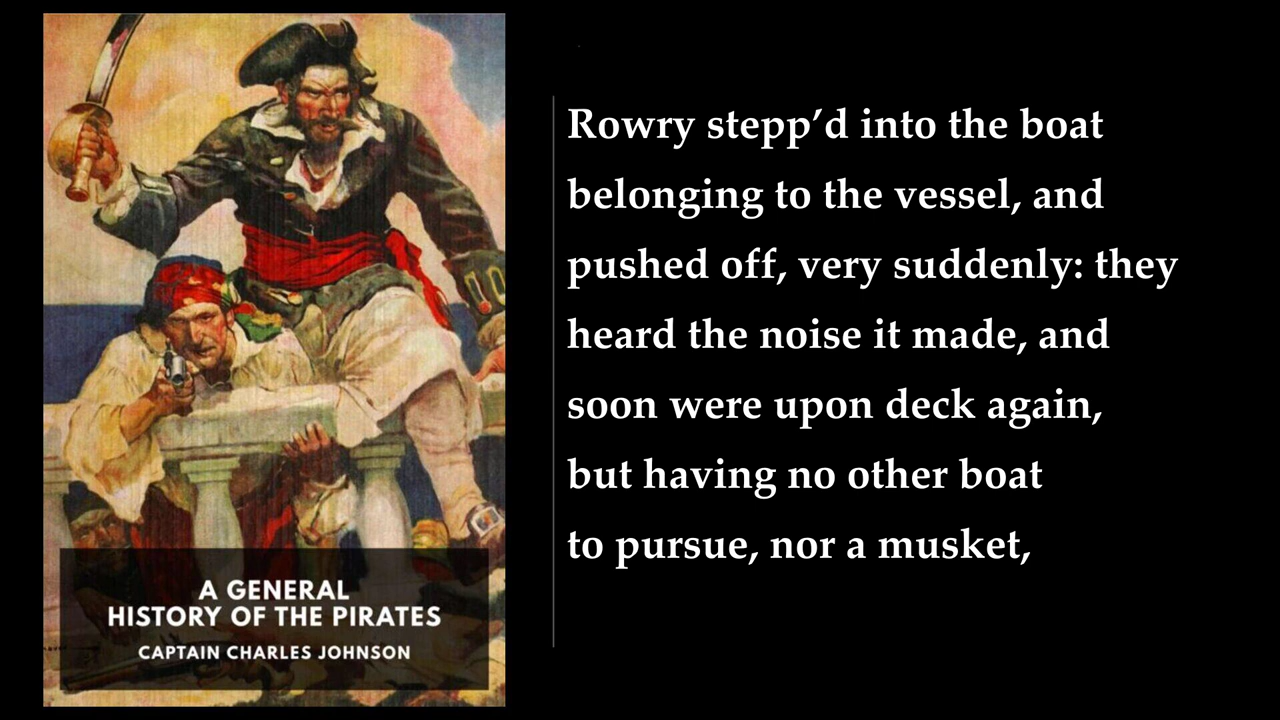 A GENERAL
HISTORY OF THE PIRATES
CAPTAIN CHARLES JOHNSON
Rowry stepp’d into the boat
belonging to the vessel, and
pushed off, very suddenly: they
heard the noise it made, and
soon were upon deck again,
but having no other boat
to pursue, nor a musket,